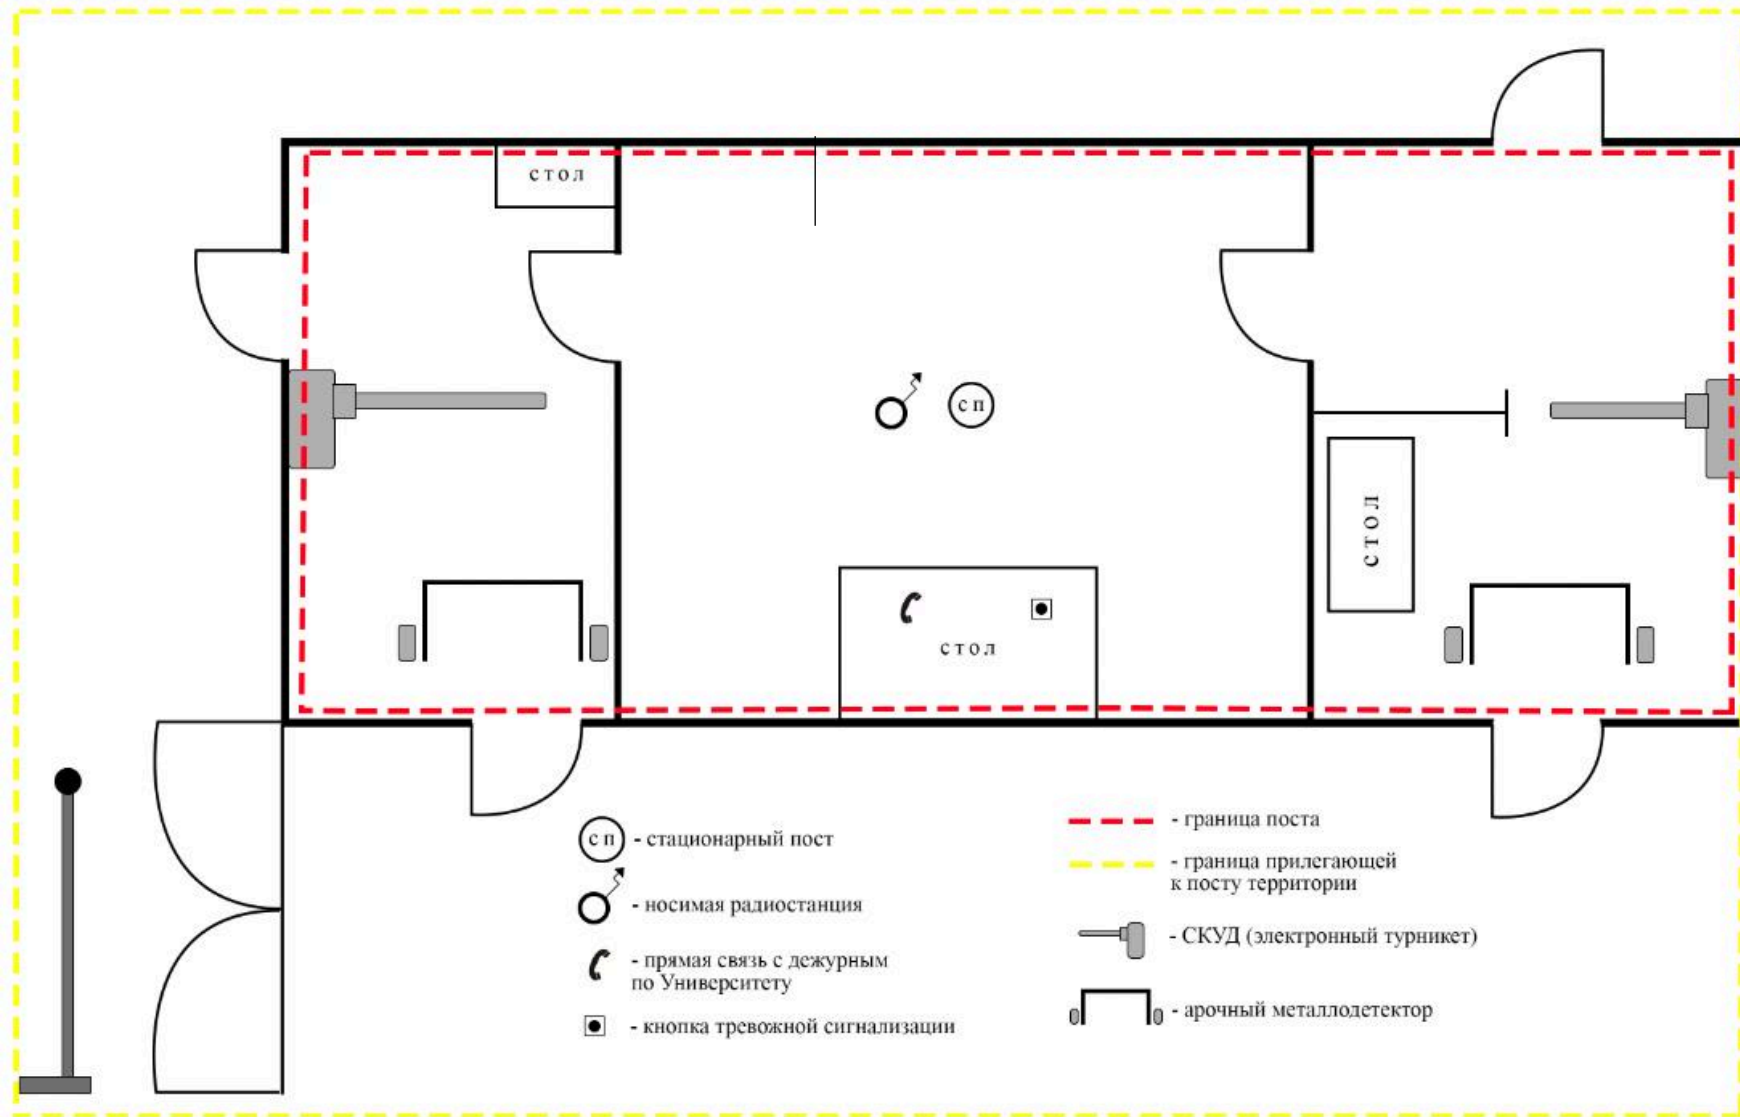 стол
сп
стол
стол
сп - стационарный пост
- носимая радиостанция
- прямая связь с дежурным
по Университету
- кнопка тревожной сигнализации
- граница поста
- граница прилегающей
к посту территории
- СКУД (электронный турникет)
- арочный металлодетектор